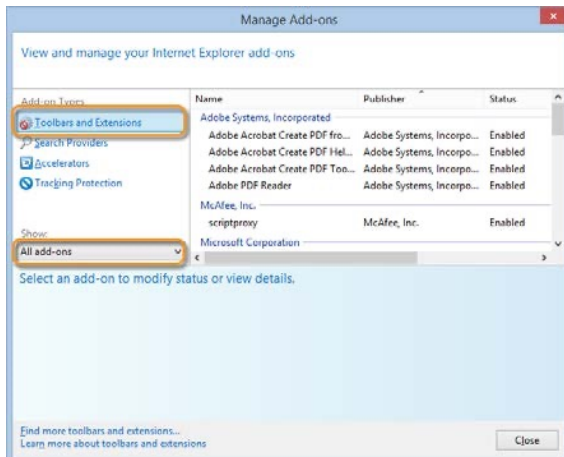 Manage Add-ons
View and manage your Internet Explorer add-ons
Add-on Types
Toolbars and Extensions
Search Providers
Accelerators
Tracking Protection
Show:
All add-ons
Name Publisher Status
Adobe Systems, Incorporated
Adobe Acrobat Create PDF fro... Adobe Systems, Incorpo... Enabled
Adobe Acrobat Create PDF Hel... Adobe Systems, Incorpo... Enabled
Adobe Acrobat Create PDF Too... Adobe Systems, Incorpo... Enabled
Adobe PDF Reader Adobe Systems, Incorpo... Enabled
McAfee, Inc.
scriptproxy McAfee, Inc. Enabled
Microsoft Corporation
Select an add-on to modify status or view details.
Find more toolbars and extensions...
Learn more about toolbars and extensions
Close